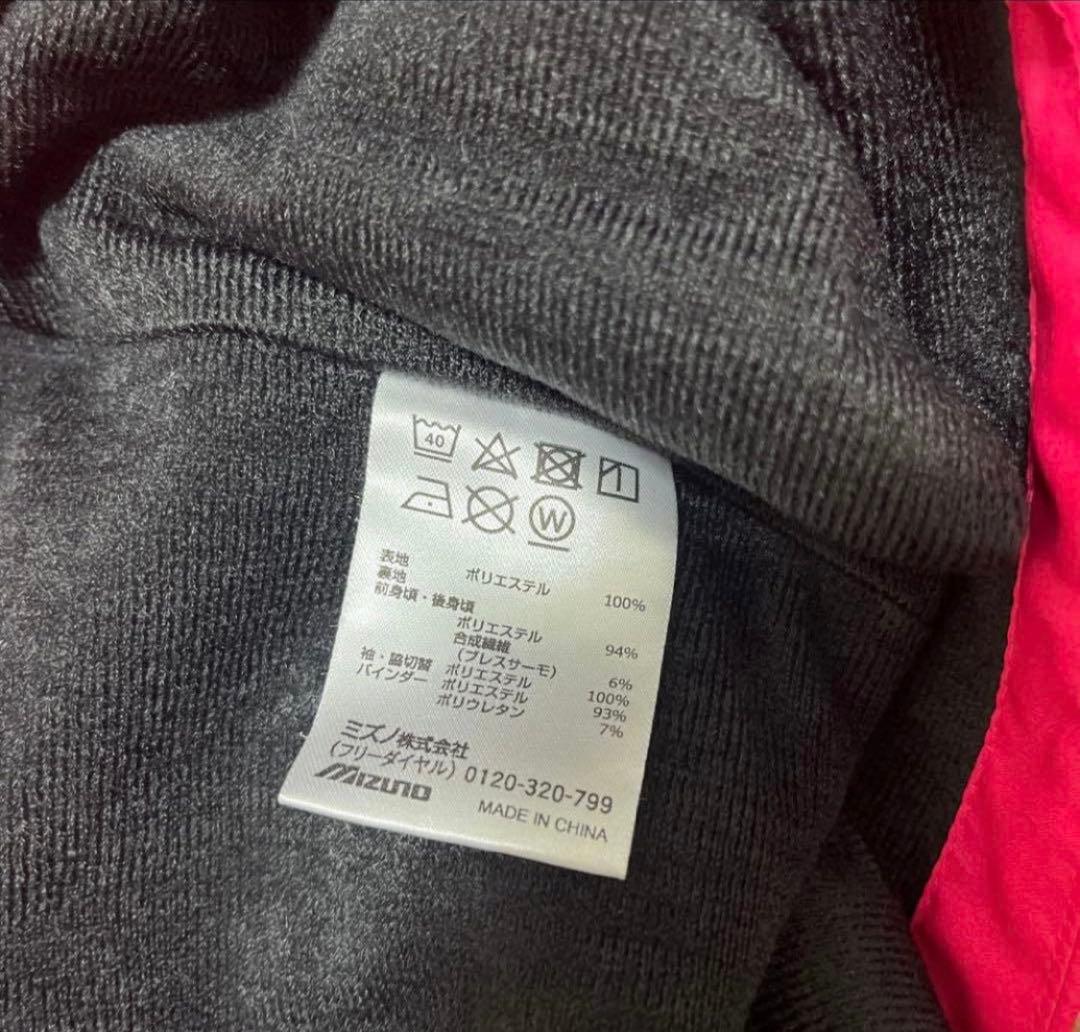 40
W
表地 ポリエステル 100%
裏地
前身頃・後身頃
ポリエステル 94%
合成繊維
(ブレスサーモ) 6%
袖・脇切替 ポリエステル 100%
バインダー ポリエステル 93%
ポリウレタン 7%
ミズノ株式会社
(フリーダイヤル) 0120-320-799
MIZUNO
MADE IN CHINA